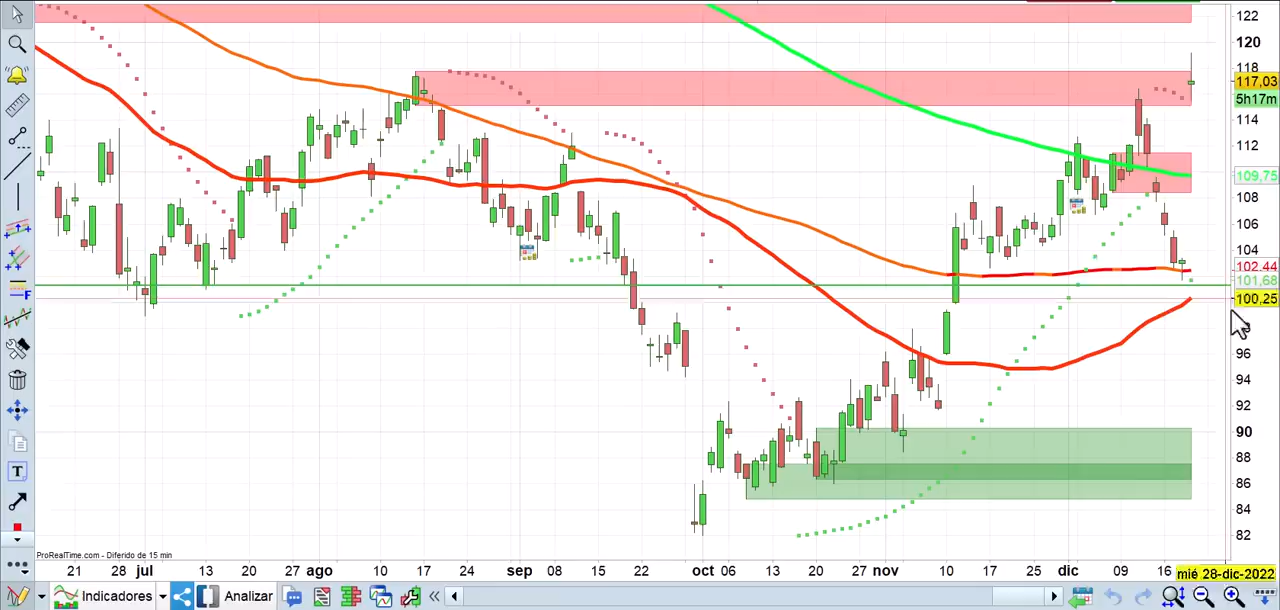 122
120
118
117,03
5h17m
114
112
109,75
108
106
104
102,44
101,68
100,25
96
94
92
90
88
86
84
82
ProRealTime.com - Diferido de 15 min
21 28 jul 13 20 27 ago 10 17 24 sep 08 15 22 oct 06 13 20 27 nov 10 17 25 dic 09 16
mié 28-dic-2022
F
T
Indicadores
Analizar